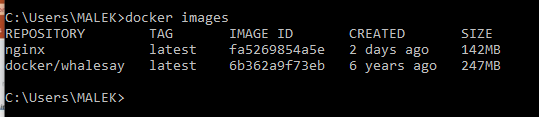 C:\Users\MALEK>docker images
REPOSITORY TAG IMAGE ID CREATED SIZE
nginx latest fa5269854a5e 2 days ago 142MB
docker/whalesay latest 6b362a9f73eb 6 years ago 247MB
C:\Users\MALEK>